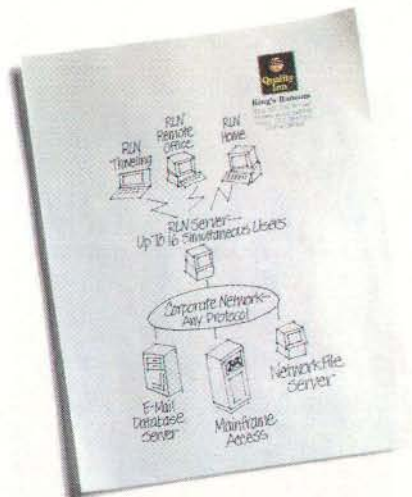 Quality
Inn
King's Ransom
RLN
Traveling
RLN
Remote
Office
RLN
Home
RLN Server—
Up To 16 Simultaneous Users
Corporate Network—
Any Protocol
E-Mail
Database
Server
Mainframe
Access
Network File
Server